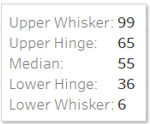 Upper Whisker: 99
Upper Hinge: 65
Median: 55
Lower Hinge: 36
Lower Whisker: 6